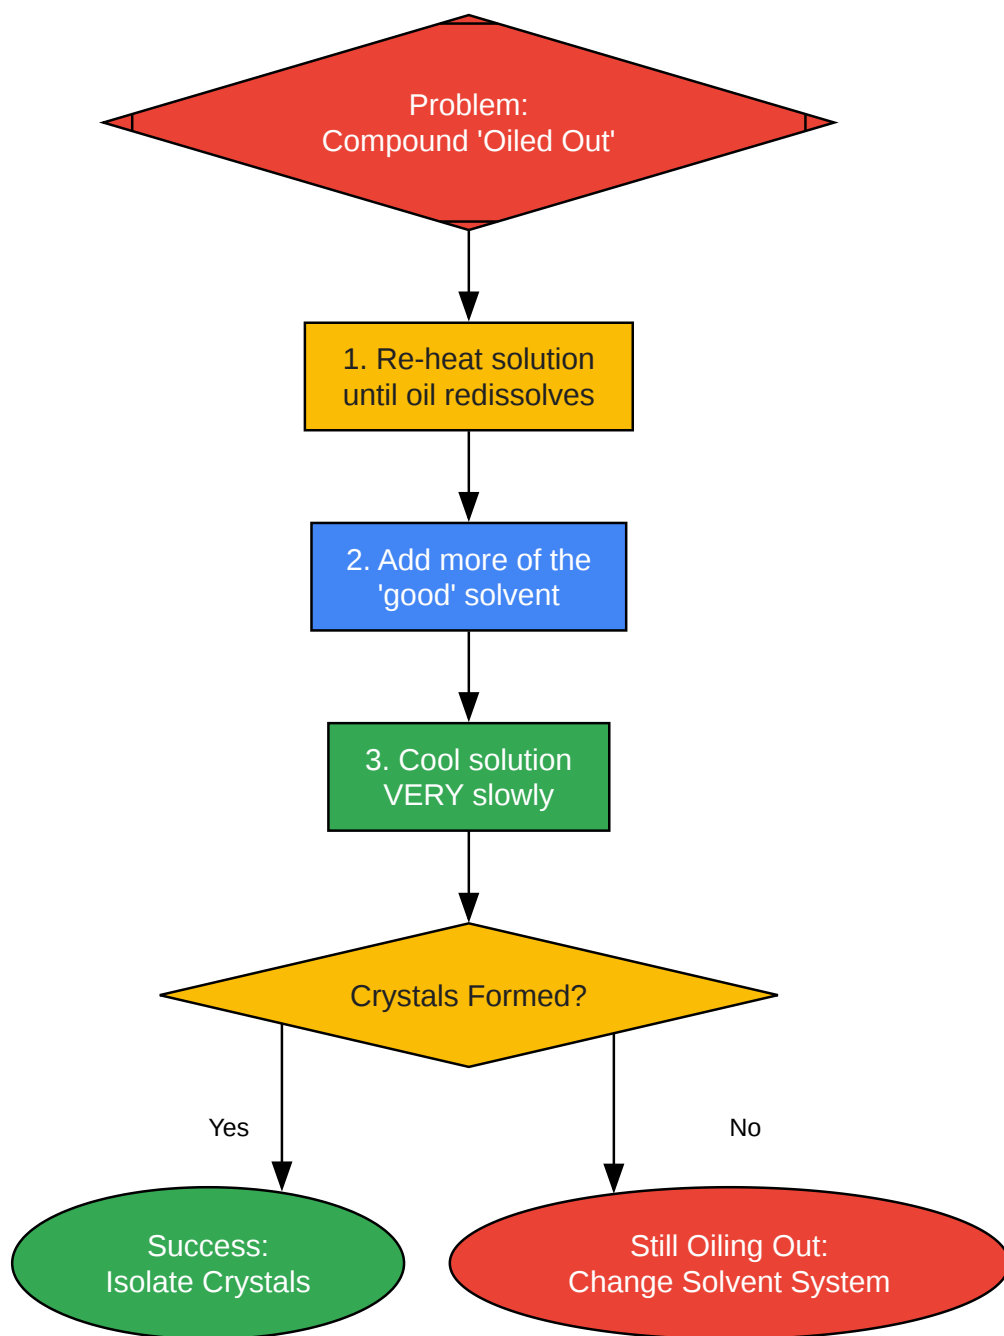 Problem:
Compound 'Oiled Out'
1. Re-heat solution
until oil redissolves
2. Add more of the
'good' solvent
3. Cool solution
VERY slowly
Crystals Formed?
Yes
No
Success:
Isolate Crystals
Still Oiling Out:
Change Solvent System